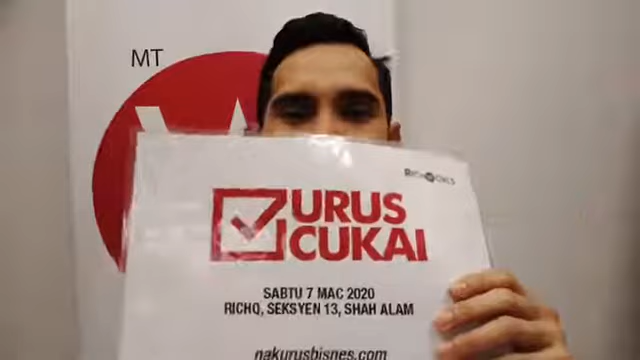 MT
RICHWORKS
URUS
CUKAI
SABTU 7 MAC 2020
RICHQ, SEKSYEN 13, SHAH ALAM
nakurusbisnes.com